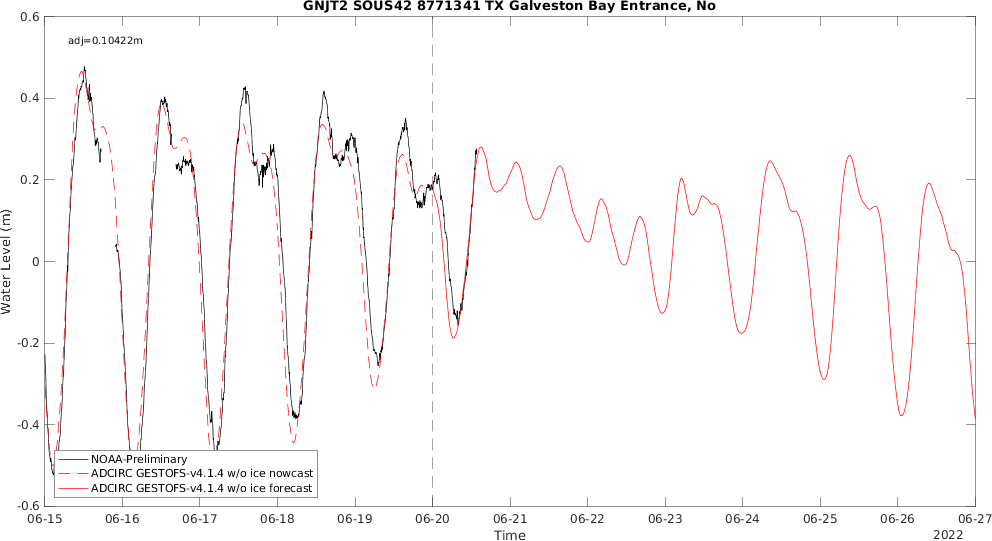 GNJT2 SOUS42 8771341 TX Galveston Bay Entrance, No
adj=0.10422m
0.6
0.4
0.2
0
-0.2
-0.4
-0.6
Water Level (m)
NOAA-Preliminary
ADCIRC GESTOFS-v4.1.4 w/o ice nowcast
ADCIRC GESTOFS-v4.1.4 w/o ice forecast
06-15 06-16 06-17 06-18 06-19 06-20 06-21 06-22 06-23 06-24 06-25 06-26 06-27
Time
2022